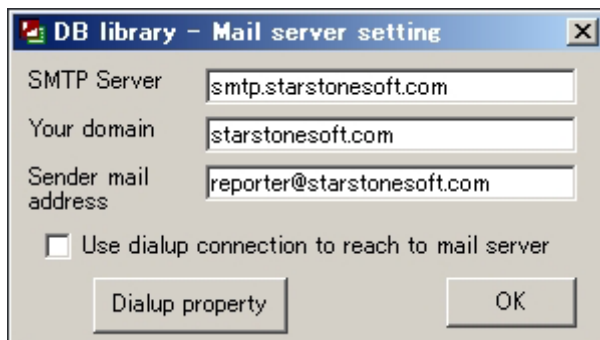 DB library - Mail server setting
SMTP Server
smtp.starstonesoft.com
Your domain
starstonesoft.com
Sender mail
address
reporter@starstonesoft.com
Use dialup connection to reach to mail server
Dialup property
OK